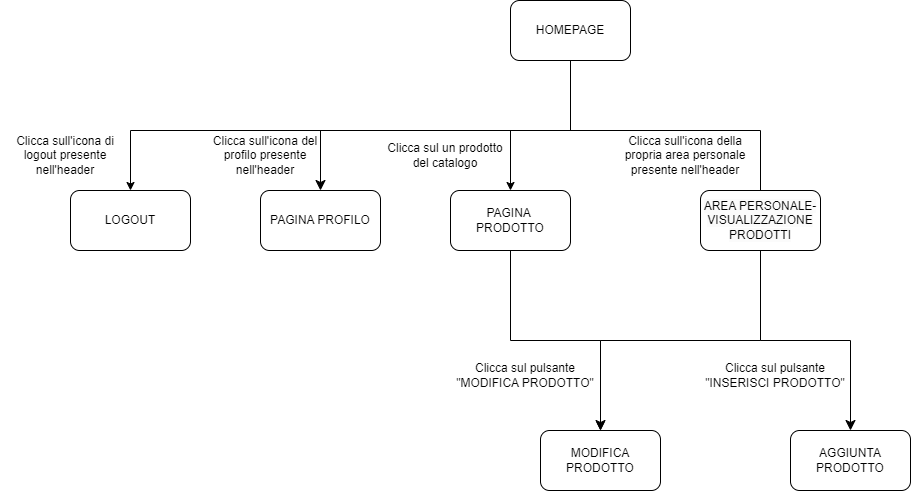 HOMEPAGE
Clicca sull'icona di
logout presente
nell'header
Clicca sull'icona del
profilo presente
nell'header
Clicca sul un prodotto
del catalogo
Clicca sull'icona della
propria area personale
presente nell'header
LOGOUT
PAGINA PROFILO
PAGINA
PRODOTTO
AREA PERSONALE-
VISUALIZZAZIONE
PRODOTTI
Clicca sul pulsante
"MODIFICA PRODOTTO"
Clicca sul pulsante
"INSERISCI PRODOTTO"
MODIFICA
PRODOTTO
AGGIUNTA
PRODOTTO